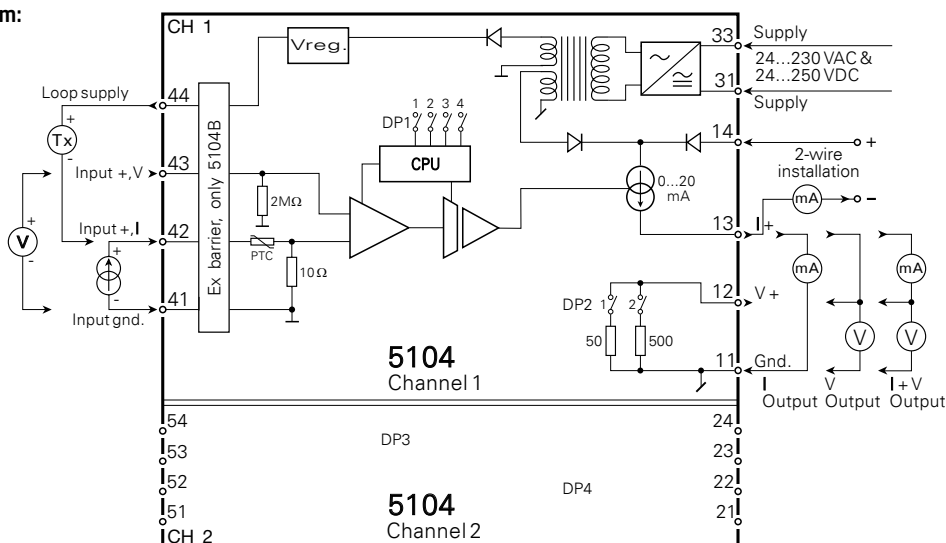 m:
CH 1
Vreg.
33
Supply
24...230 VAC &
24...250 VDC
31
Supply
Loop supply
44
+
Tx
-
Ex barrier, only 5104B
1 2 3 4
DP1
CPU
14
+
2-wire
installation
mA
-
Input +,V
43
2MΩ
0...20
mA
13
I+
+
V
-
Input +,I
42
+
-
PTC
10Ω
mA
mA
41
Input gnd.
DP2
1
2
12
V +
50
500
V
V
11
Gnd.
5104
Channel 1
I
Output
V
Output
I + V
Output
54
24
DP3
53
23
52
22
DP4
51
21
5104
Channel 2
CH 2